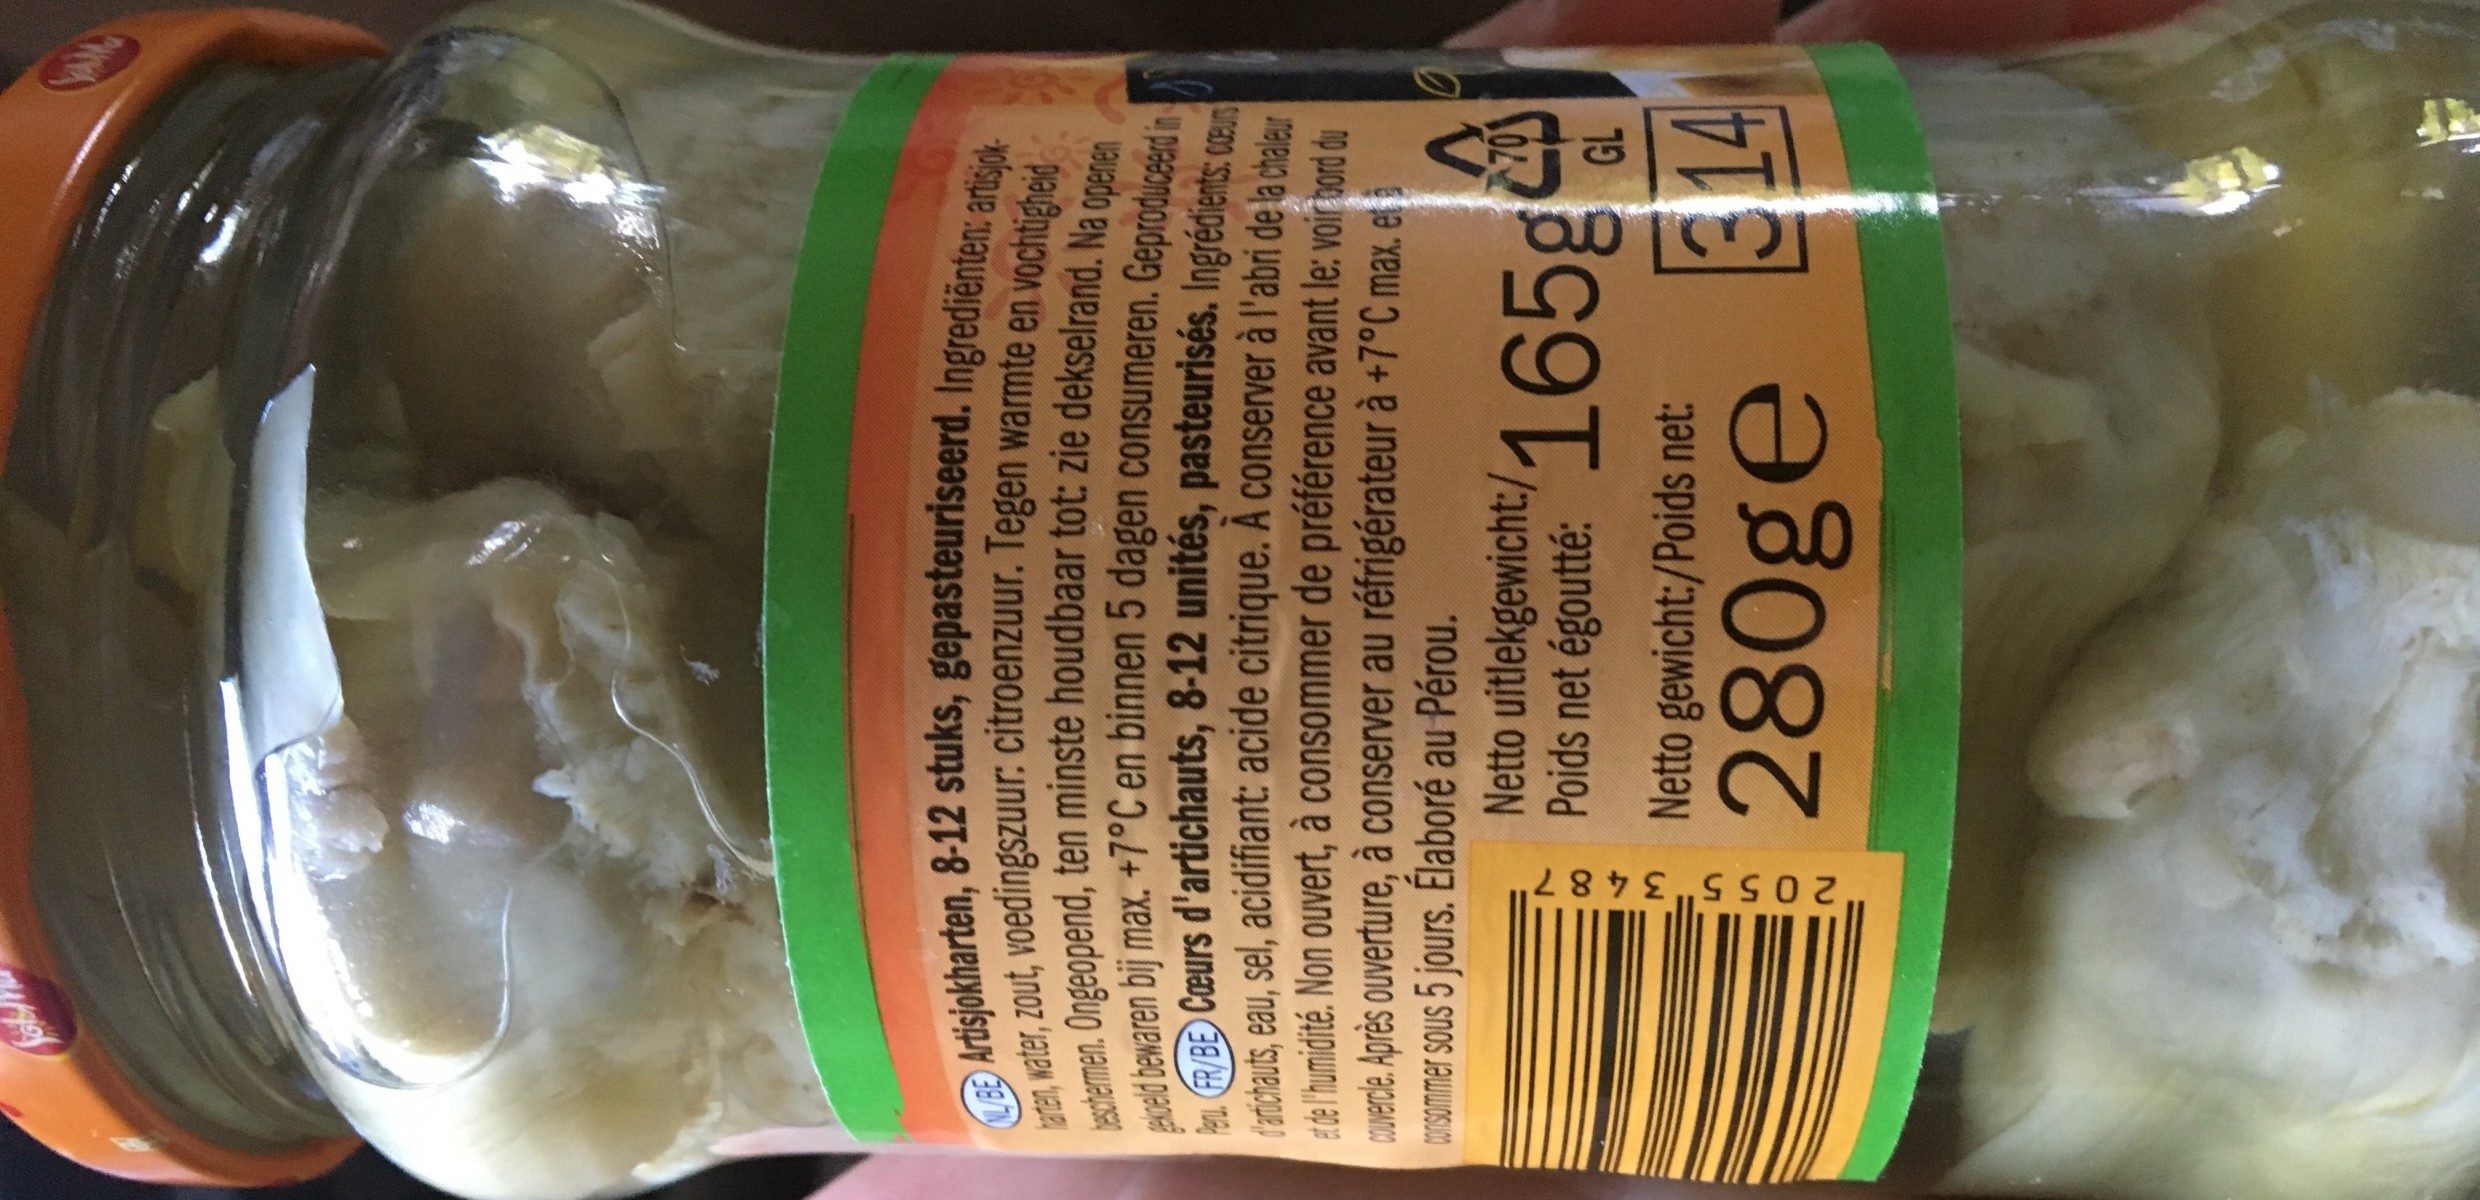 NL/BE Artisjokharten, 8-12 stuks, gepasteuriseerd. Ingrediënten: artisjok-
harten, water, zout, voedingszuur: citroenzuur. Tegen warmte en vochtigheid
beschermen. Ongeopend, ten minste houdbaar tot: zie dekselrand. Na openen
gekoeld bewaren bij max. +7°C en binnen 5 dagen consumeren. Geproduceerd in
Peru. FR/BE Cœurs d'artichauts, 8-12 unités, pasteurisés. Ingrédients: cœurs
d'artichauts, eau, sel, acidifiant: acide citrique. À conserver à l'abri de la chaleur
et de l'humidité. Non ouvert, à consommer de préférence avant le: voir bord du
couvercle. Après ouverture, à conserver au réfrigérateur à +7°C max. et à
consommer sous 5 jours. Élaboré au Pérou.
Netto uitlekgewicht:/
Poids net égoutté:
165g
70
GL
Netto gewicht:/Poids net:
280g e
314
2055 3487